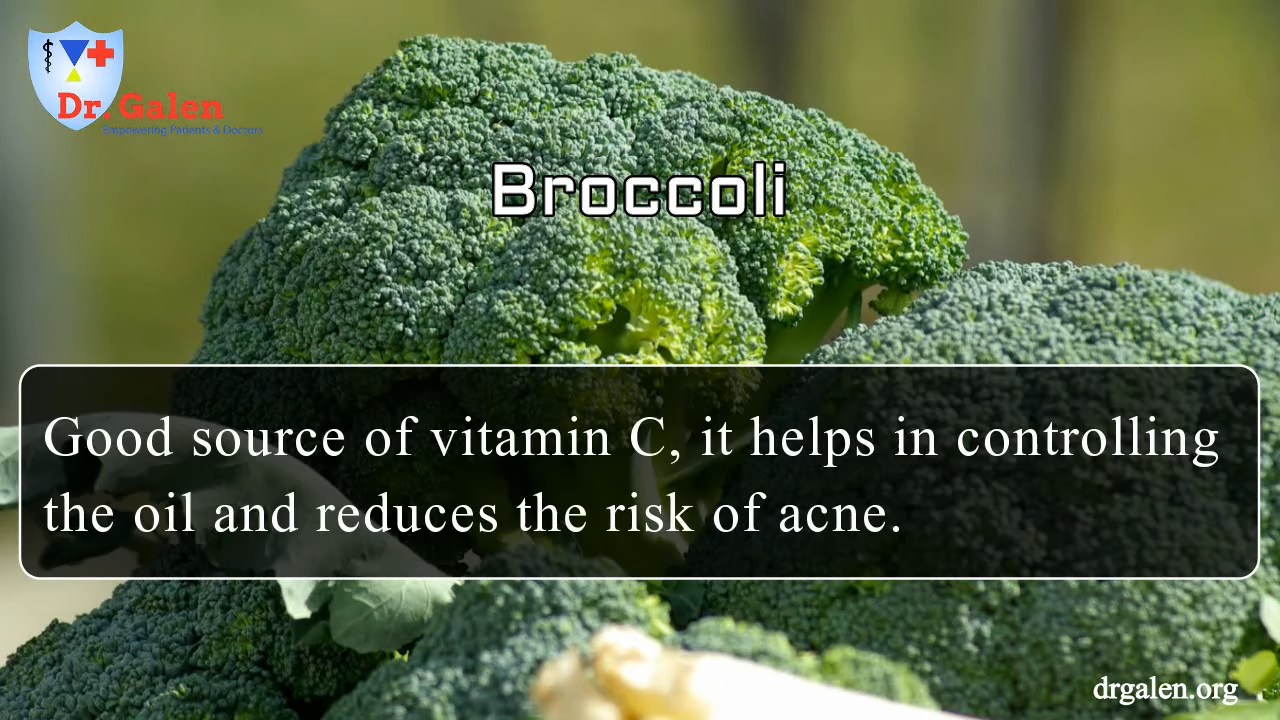 Dr. Galen
Empowering Patients & Doctors
Broccoli
Good source of vitamin C, it helps in controlling
the oil and reduces the risk of acne.
drgalen.org